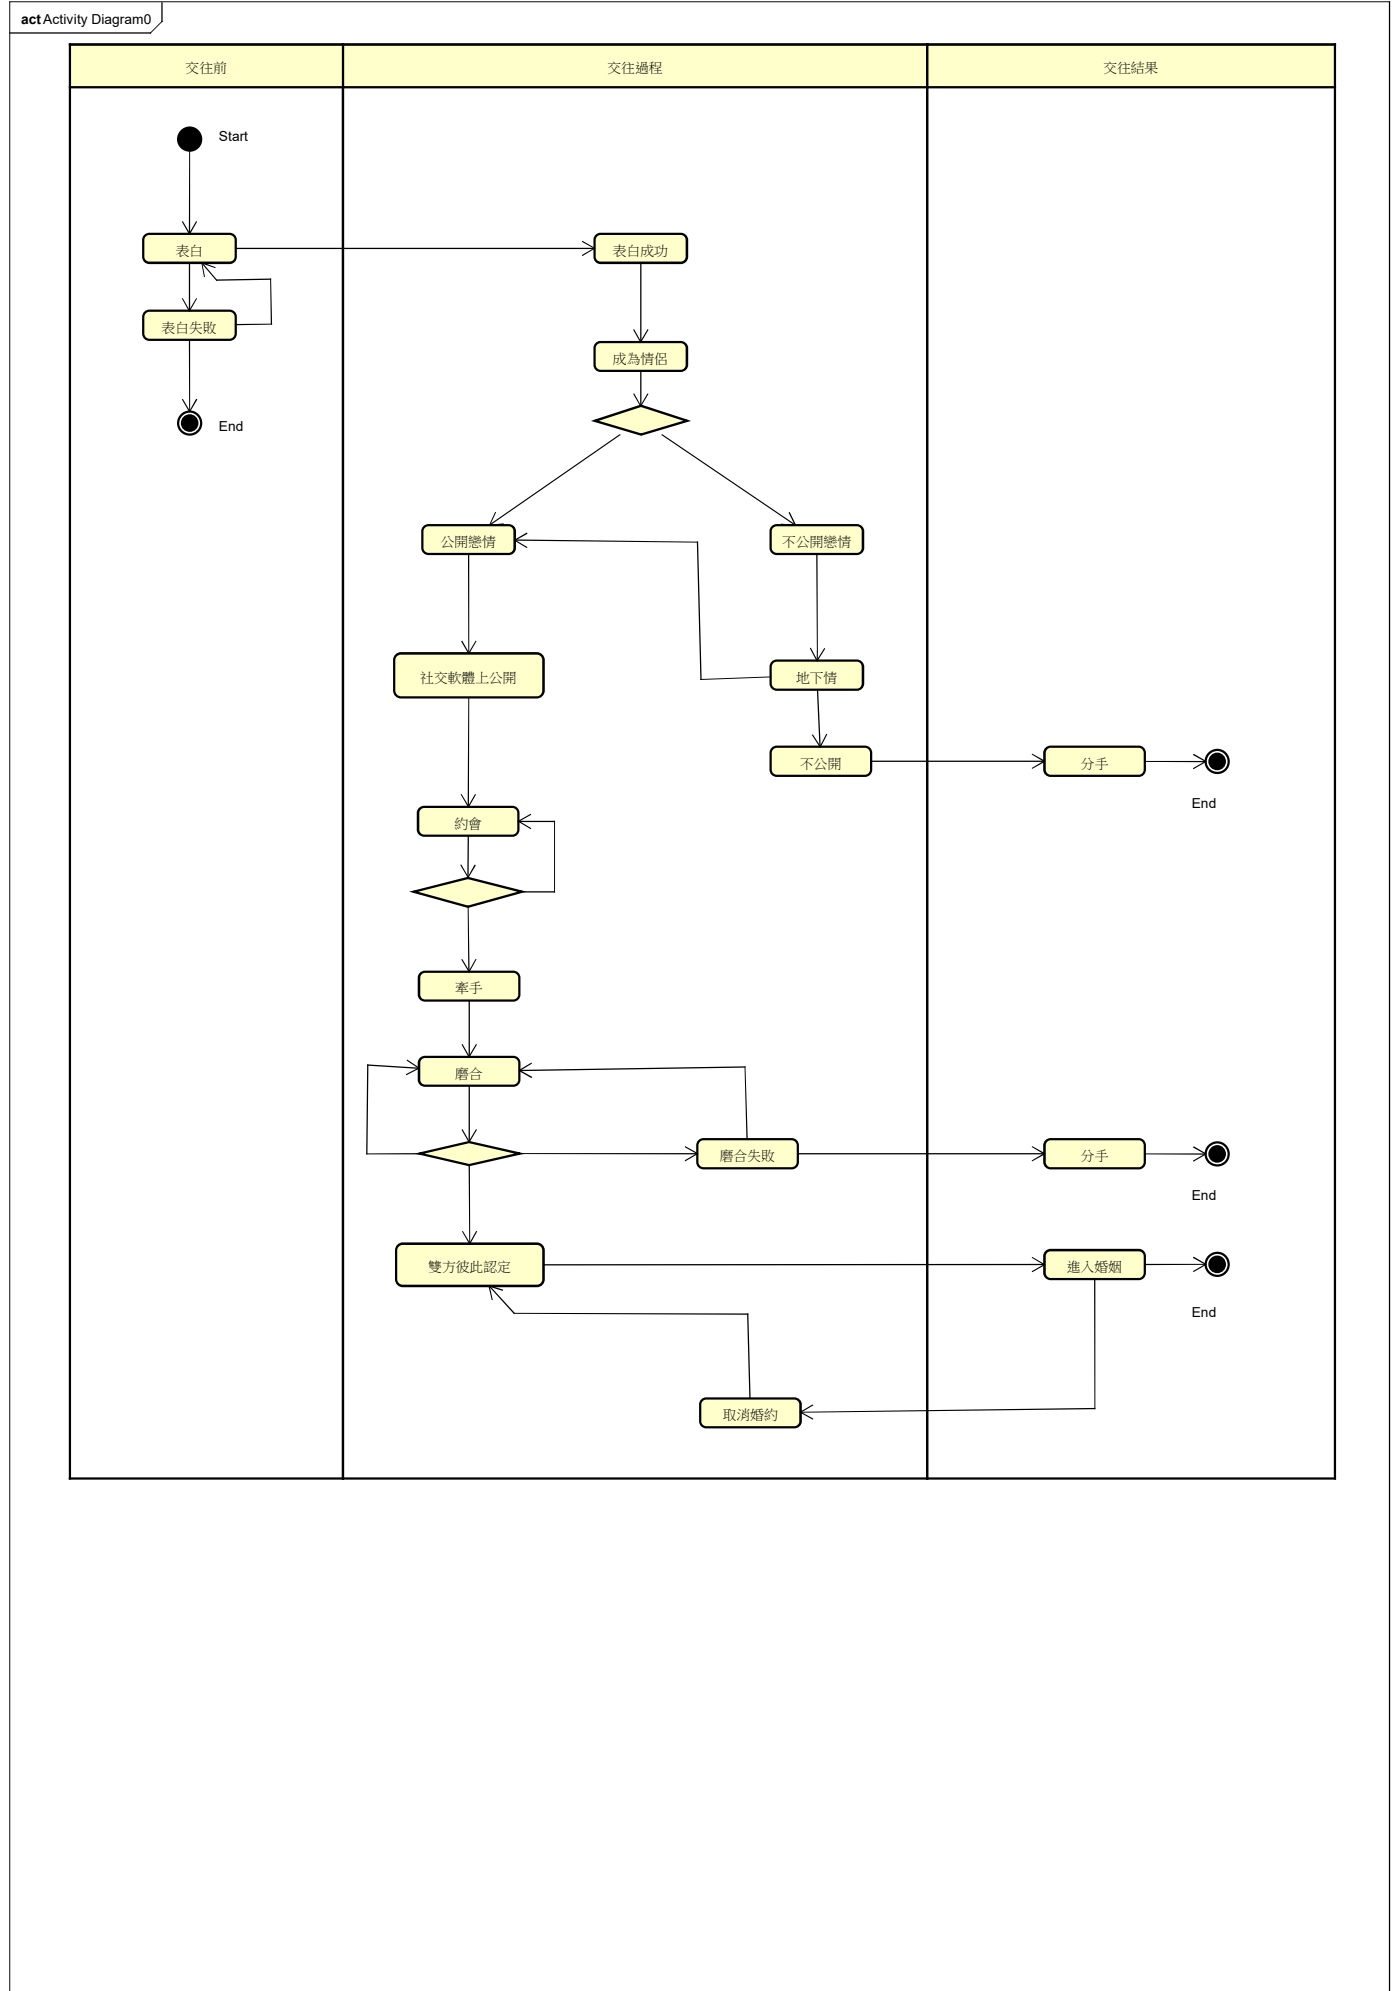 act Activity Diagram0
交往前
交往過程
交往結果
Start
表白
表白成功
表白失敗
成為情侶
End
公開戀情
不公開戀情
社交軟體上公開
地下情
不公開
分手
End
約會
牽手
磨合
磨合失敗
分手
End
雙方彼此認定
進入婚姻
End
取消婚約